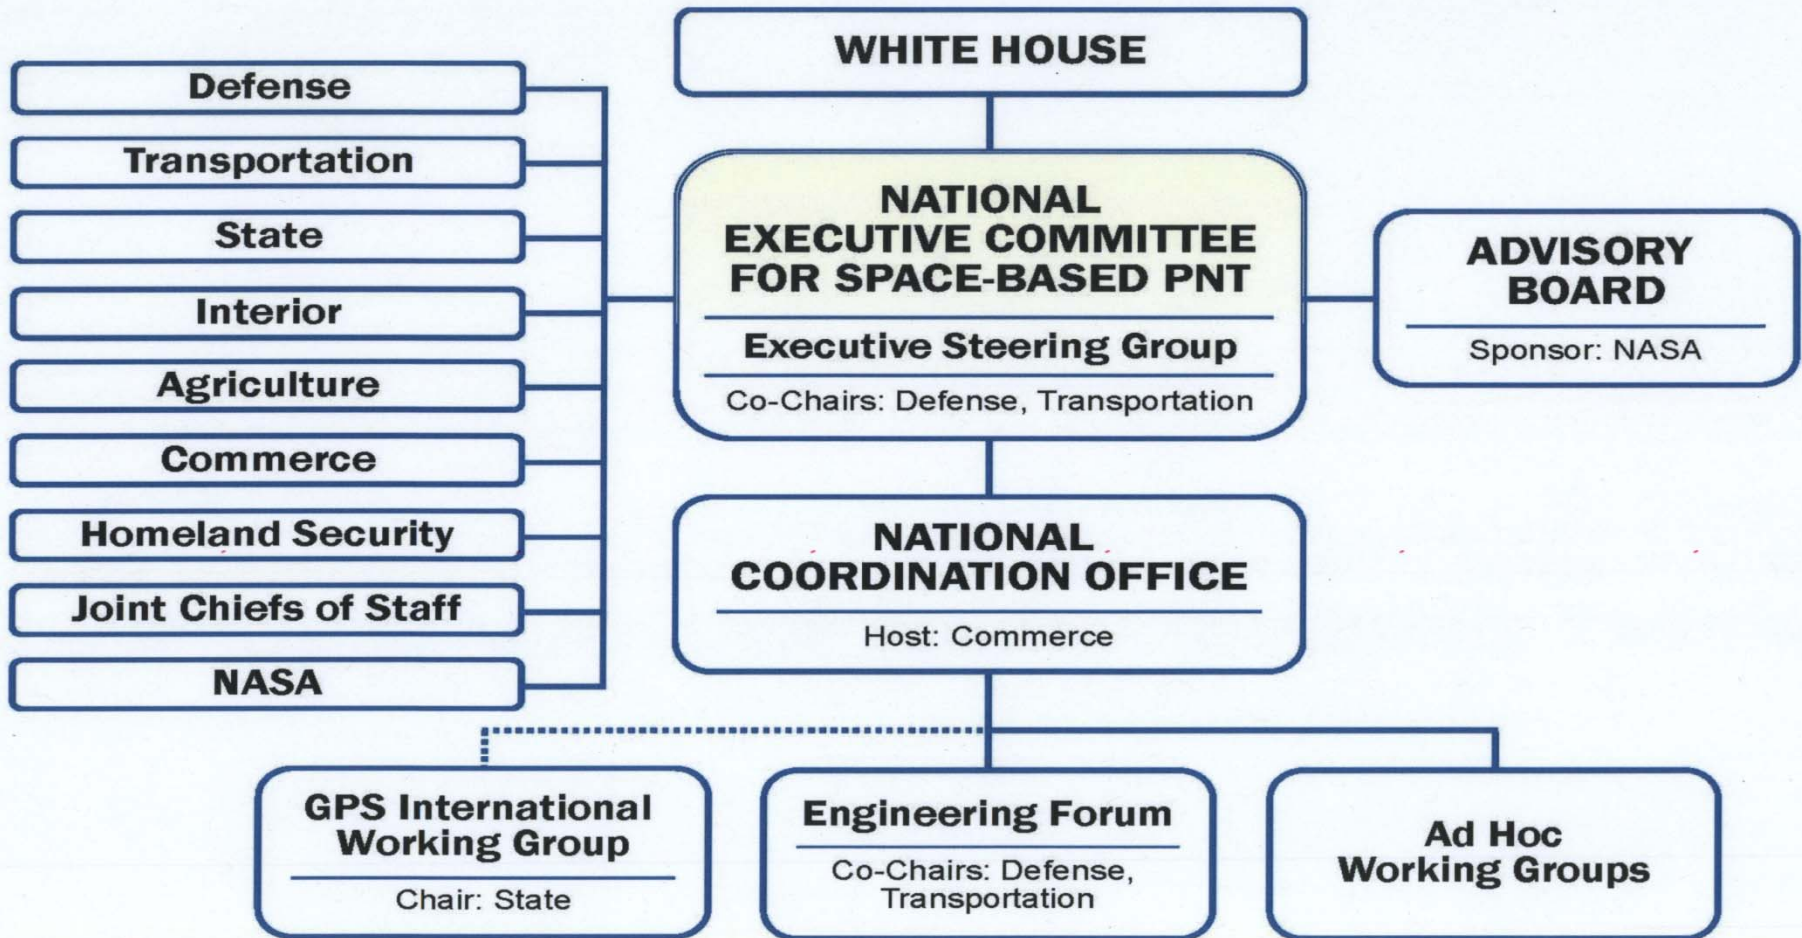 WHITE HOUSE
Defense
Transportation
State
Interior
Agriculture
Commerce
Homeland Security
Joint Chiefs of Staff
NASA
NATIONAL
EXECUTIVE COMMITTEE
FOR SPACE-BASED PNT
Executive Steering Group
Co-Chairs: Defense, Transportation
ADVISORY
BOARD
Sponsor: NASA
NATIONAL
COORDINATION OFFICE
Host: Commerce
GPS International
Working Group
Chair: State
Engineering Forum
Co-Chairs: Defense,
Transportation
Ad Hoc
Working Groups